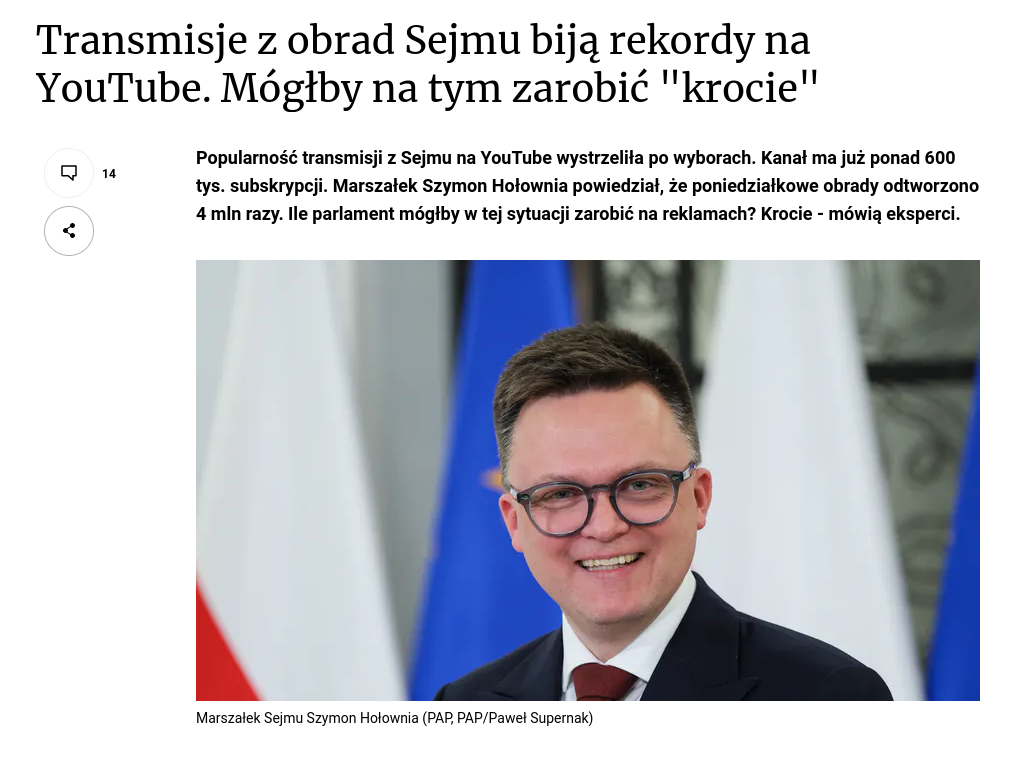 Transmisje z obrad Sejmu biją rekordy na
YouTube. Mógłby na tym zarobić "krocie"
14
Popularność transmisji z Sejmu na YouTube wystrzeliła po wyborach. Kanał ma już ponad 600
tys. subskrypcji. Marszałek Szymon Hołownia powiedział, że poniedziałkowe obrady odtworzono
4 mln razy. Ile parlament mógłby w tej sytuacji zarobić na reklamach? Krocie - mówią eksperci.
Marszałek Sejmu Szymon Hołownia (PAP, PAP/Paweł Supernak)